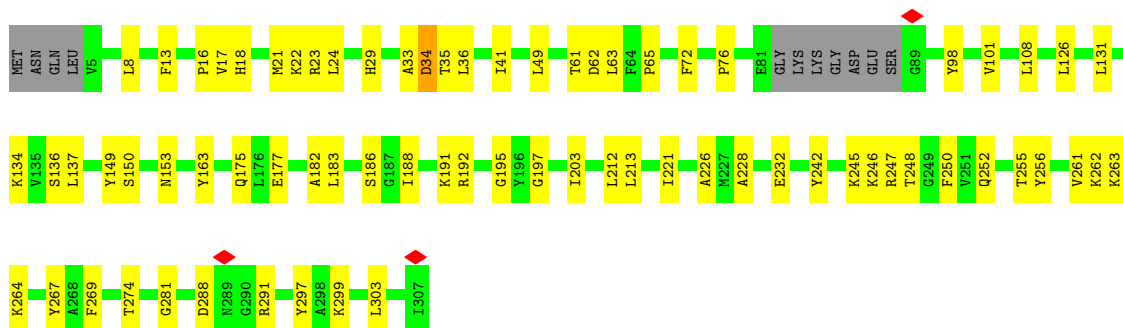 MET ASN GLN LEU V5 L8 F13 P16 V17 H18 M21 K22 R23 L24 H29 A33 D34 T35 L36 I41 L49 T61 D62 L63 F64 P65 F72 P76 E81 GLY LYS LYS GLY ASP GLU SER G89 Y98 V101 L108 L126 L131
K134 V135 S136 L137 Y149 S150 N153 Y163 Q175 L176 E177 A182 L183 S186 G187 I188 K191 R192 G195 Y196 G197 I203 L212 L213 I221 A226 M227 A228 E232 Y242 K245 K246 R247 T248 G249 F250 V251 Q252 T255 Y256 V261 K262 K263
K264 Y267 A268 F269 T274 G281 D288 N289 G290 R291 Y297 A298 K299 L303 I307